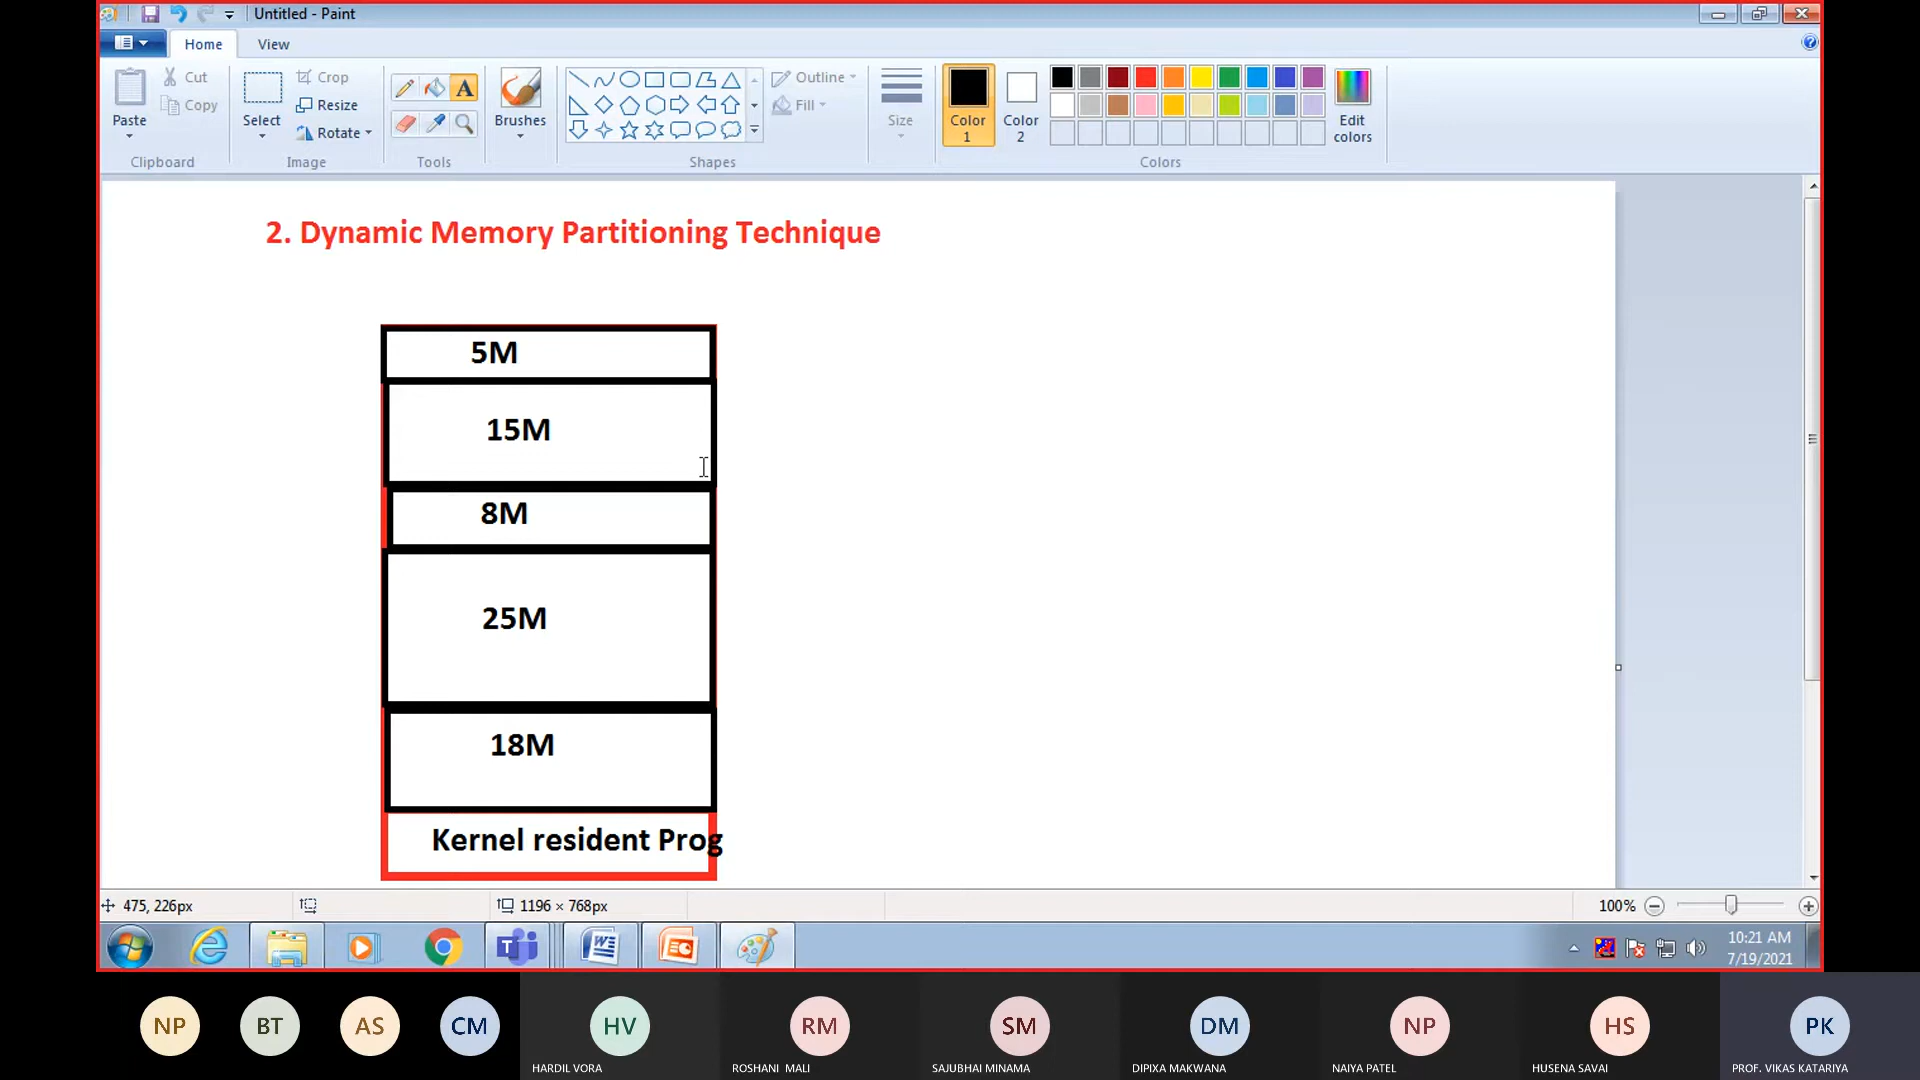 Untitled - Paint
Home
View
Paste
Cut
Copy
Clipboard
Select
Crop
Resize
Rotate
Image
A
Tools
Brushes
Outline
Fill
Shapes
Size
Color
1
Color
2
Edit
colors
Colors
2. Dynamic Memory Partitioning Technique
5M
15M
8M
25M
18M
Kernel resident Prog
475, 226px
1196 × 768px
100%
10:21 AM
7/19/2021
NP
BT
AS
CM
HV
HARDIL VORA
RM
ROSHANI MALI
SM
SAJUBHAI MINAMA
DM
DIPIXA MAKWANA
NP
NAIYA PATEL
HS
HUSENA SAVAI
PK
PROF. VIKAS KATARIYA